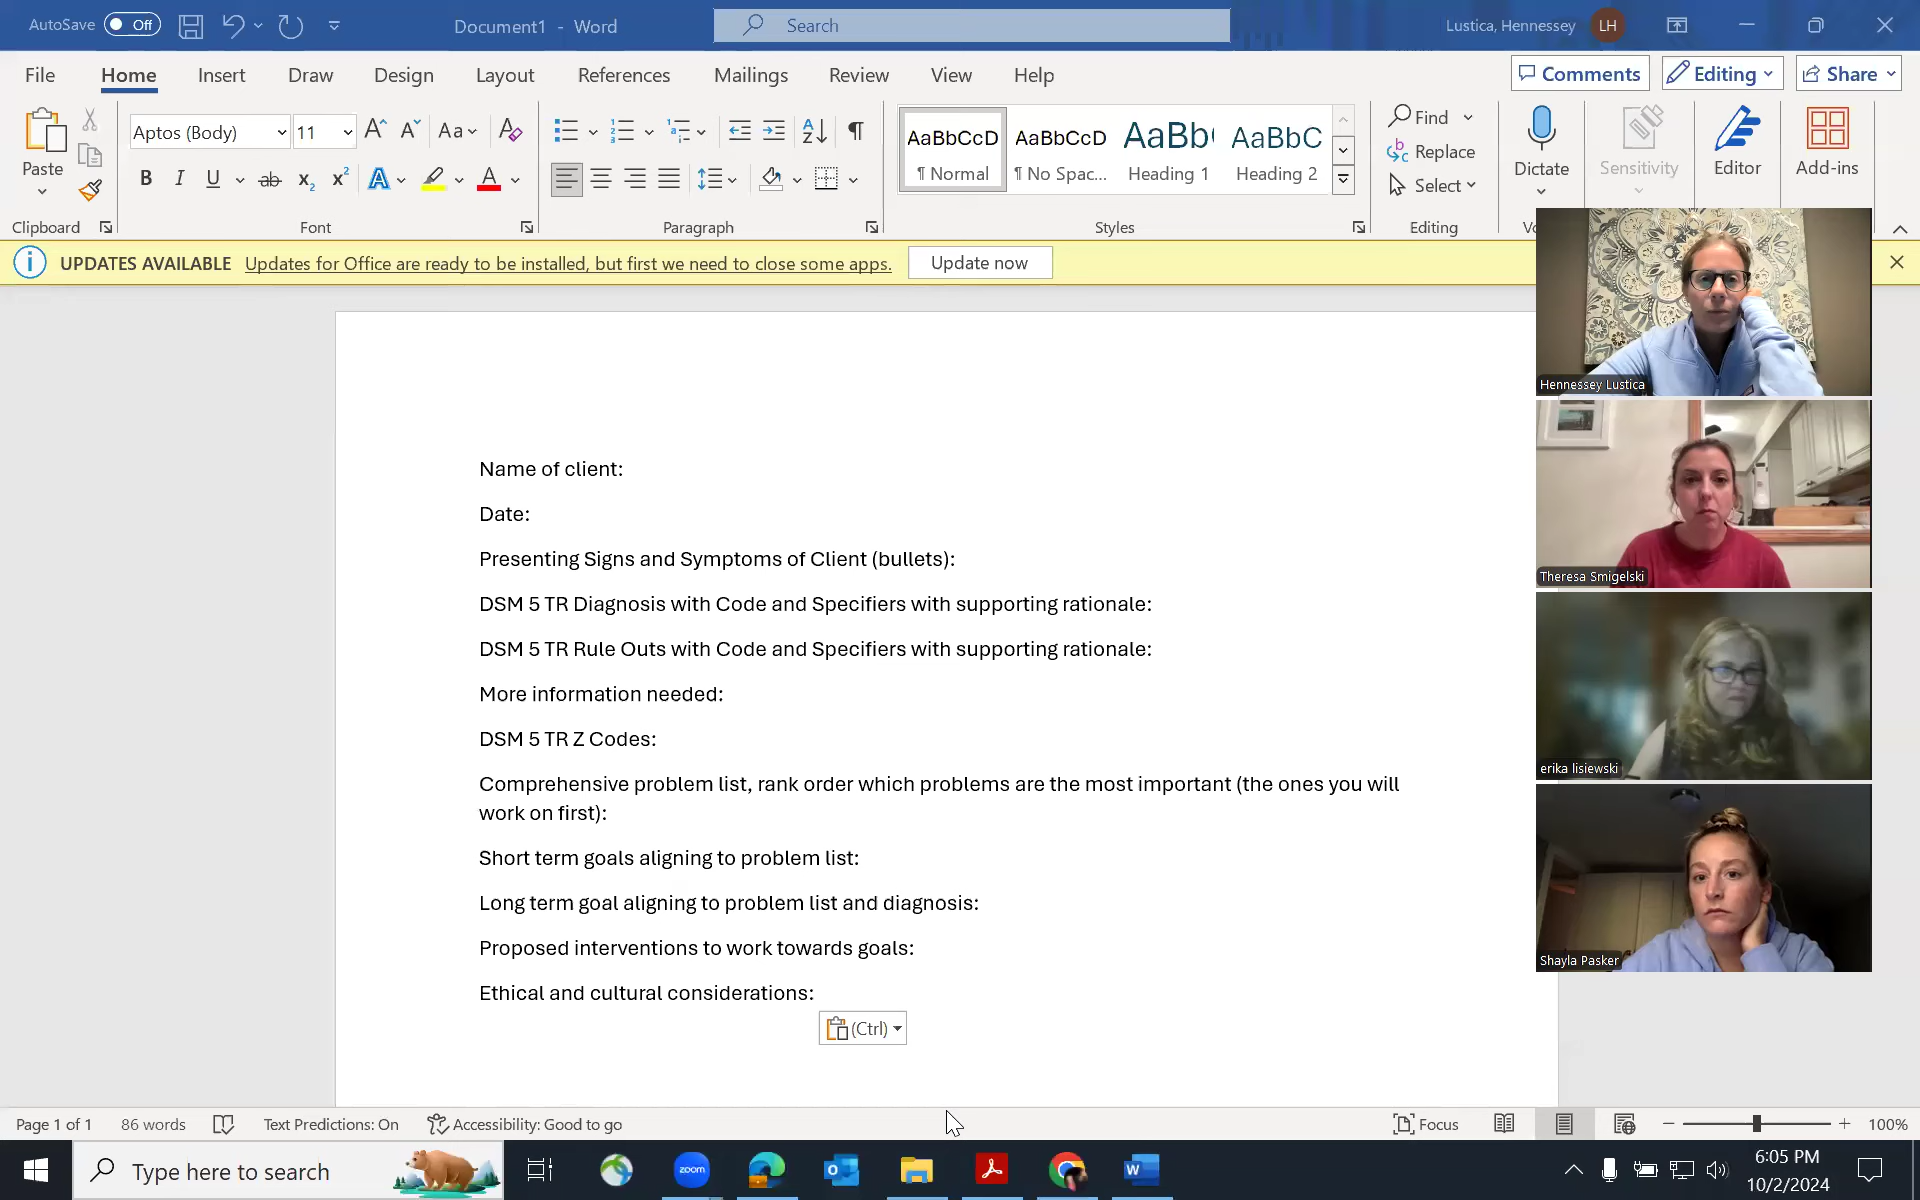 AutoSave Off Document1 - Word Search Lustica, Hennessey LH
File Home Insert Draw Design Layout References Mailings Review View Help Comments Editing Share
Paste Aptos (Body) 11 Aa AaBbCcD AaBbCcD AaBb AaBbC Find Replace Select Dictate Sensitivity Editor Add-ins
¶ Normal ¶ No Spac... Heading 1 Heading 2
Clipboard Font Paragraph Styles Editing
UPDATES AVAILABLE Updates for Office are ready to be installed, but first we need to close some apps. Update now
Name of client:
Date:
Presenting Signs and Symptoms of Client (bullets):
DSM 5 TR Diagnosis with Code and Specifiers with supporting rationale:
DSM 5 TR Rule Outs with Code and Specifiers with supporting rationale:
More information needed:
DSM 5 TR Z Codes:
Comprehensive problem list, rank order which problems are the most important (the ones you will
work on first):
Short term goals aligning to problem list:
Long term goal aligning to problem list and diagnosis:
Proposed interventions to work towards goals:
Ethical and cultural considerations:
(Ctrl)
Hennessey Lustica
Theresa Smigelski
erika lisiewski
Shayla Pasker
Page 1 of 1 86 words Text Predictions: On Accessibility: Good to go Focus 100%
Type here to search zoom 6:05 PM
10/2/2024